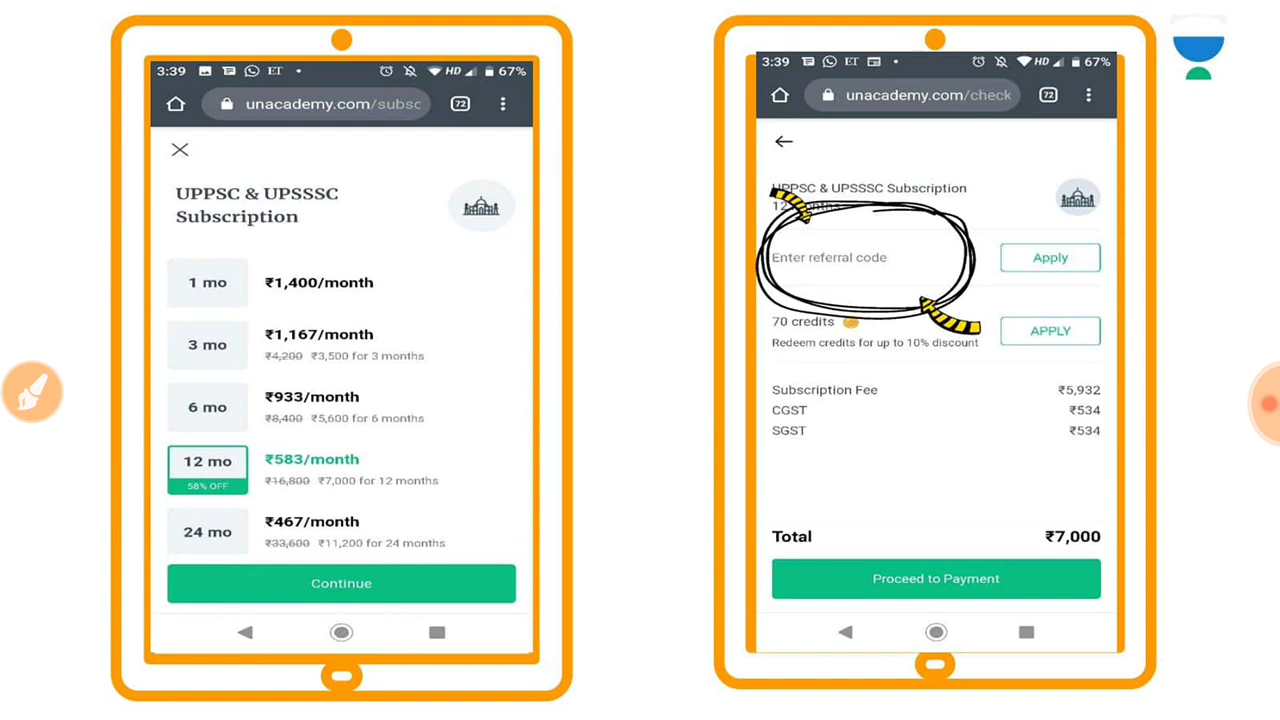 3:39 ET HD 67%
unacademy.com/subsc 72
UPPSC & UPSSSC
Subscription
1 mo ₹1,400/month
3 mo ₹1,167/month
₹4,200 ₹3,500 for 3 months
6 mo ₹933/month
₹8,400 ₹5,600 for 6 months
12 mo ₹583/month
58% OFF ₹16,800 ₹7,000 for 12 months
24 mo ₹467/month
₹33,600 ₹11,200 for 24 months
Continue
3:39 ET HD 67%
unacademy.com/check 72
UPPSC & UPSSSC Subscription
12 months
Enter referral code Apply
70 credits APPLY
Redeem credits for up to 10% discount
Subscription Fee ₹5,932
CGST ₹534
SGST ₹534
Total ₹7,000
Proceed to Payment